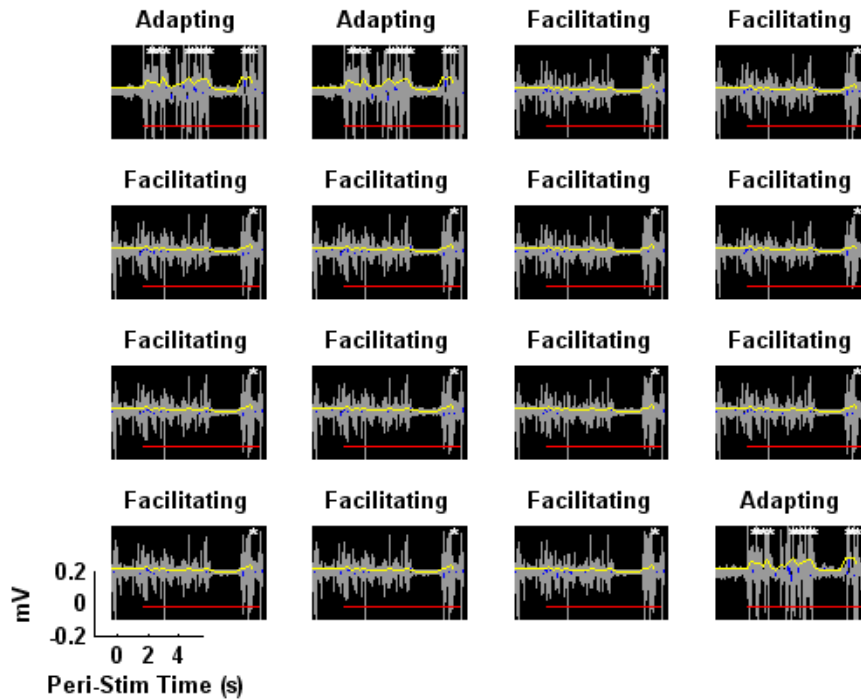 Adapting Adapting Facilitating Facilitating
Facilitating Facilitating Facilitating Facilitating
Facilitating Facilitating Facilitating Facilitating
Facilitating Facilitating Facilitating Adapting
0.2
0
-0.2
mV
0 2 4
Peri-Stim Time (s)